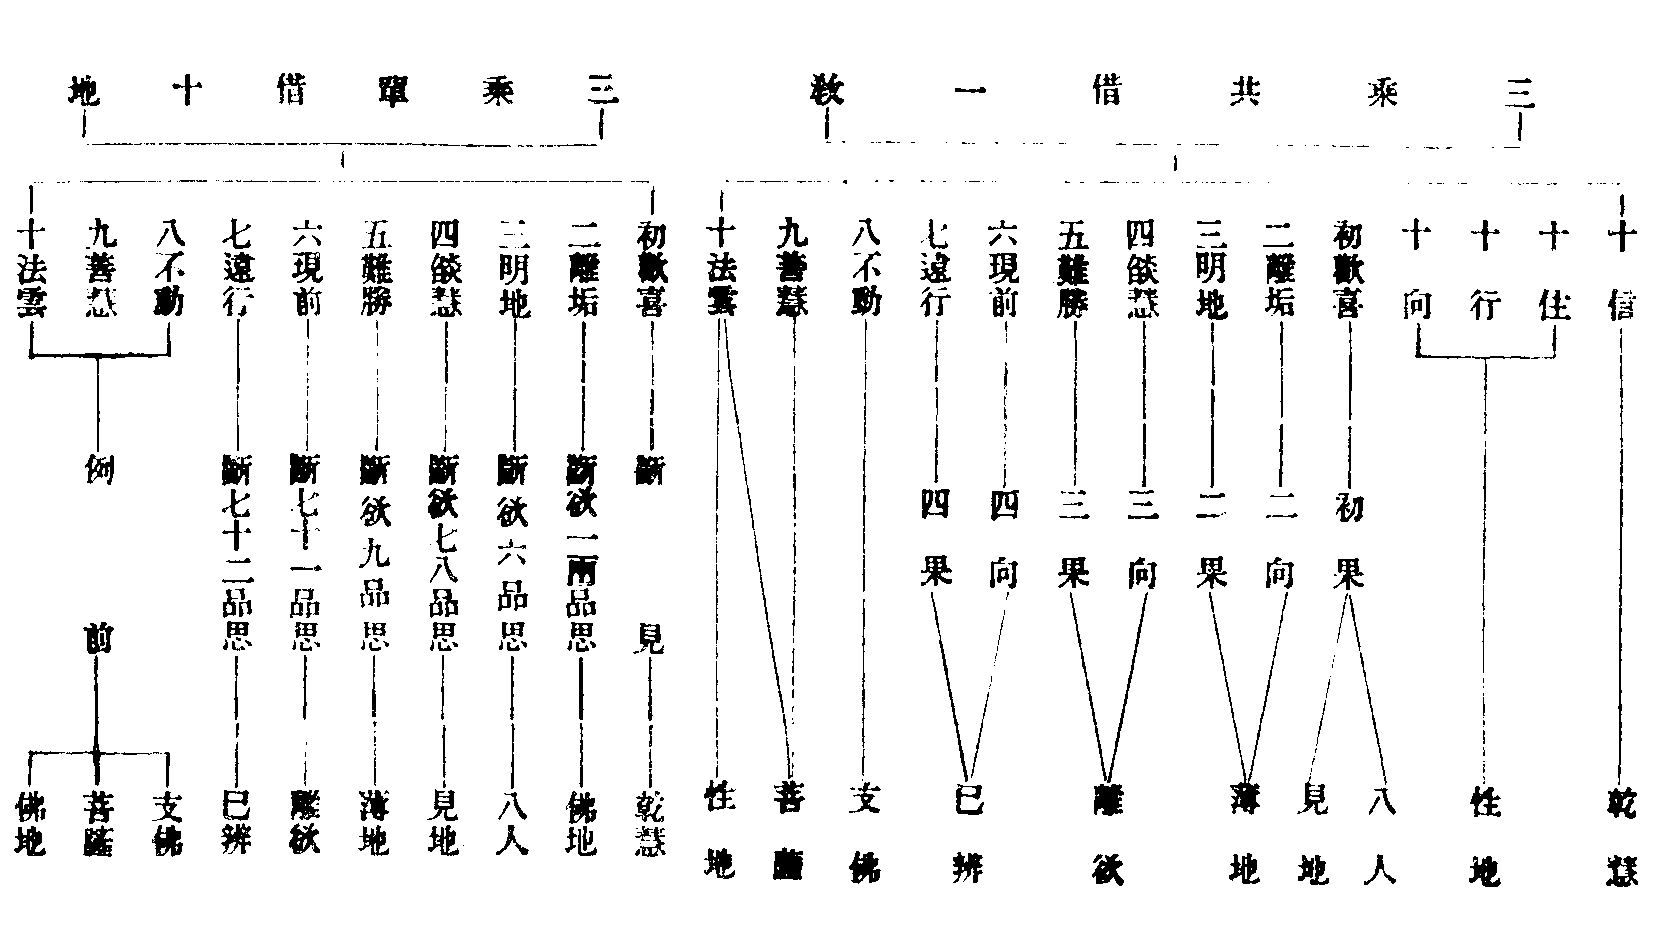 三乘共借一教
十信
十住
十行
十向
初歡喜
二離垢
三明地
四燄慧
五難勝
六現前
七遠行
八不動
九善慧
十法雲
初果
二向
二果
三向
三果
四向
四果
乾慧
性地
八人
見地
薄地
離欲
已辨
支佛
菩薩
性地
三乘單借十地
初歡喜
二離垢
三明地
四燄慧
五難勝
六現前
七遠行
八不動
九善慧
十法雲
斷見
斷欲一兩品思
斷欲六品思
斷欲七八品思
斷欲九品思
斷七十一品思
斷七十二品思
例前
乾慧
佛地
八人
見地
薄地
離欲
已辨
支佛
菩薩
佛地